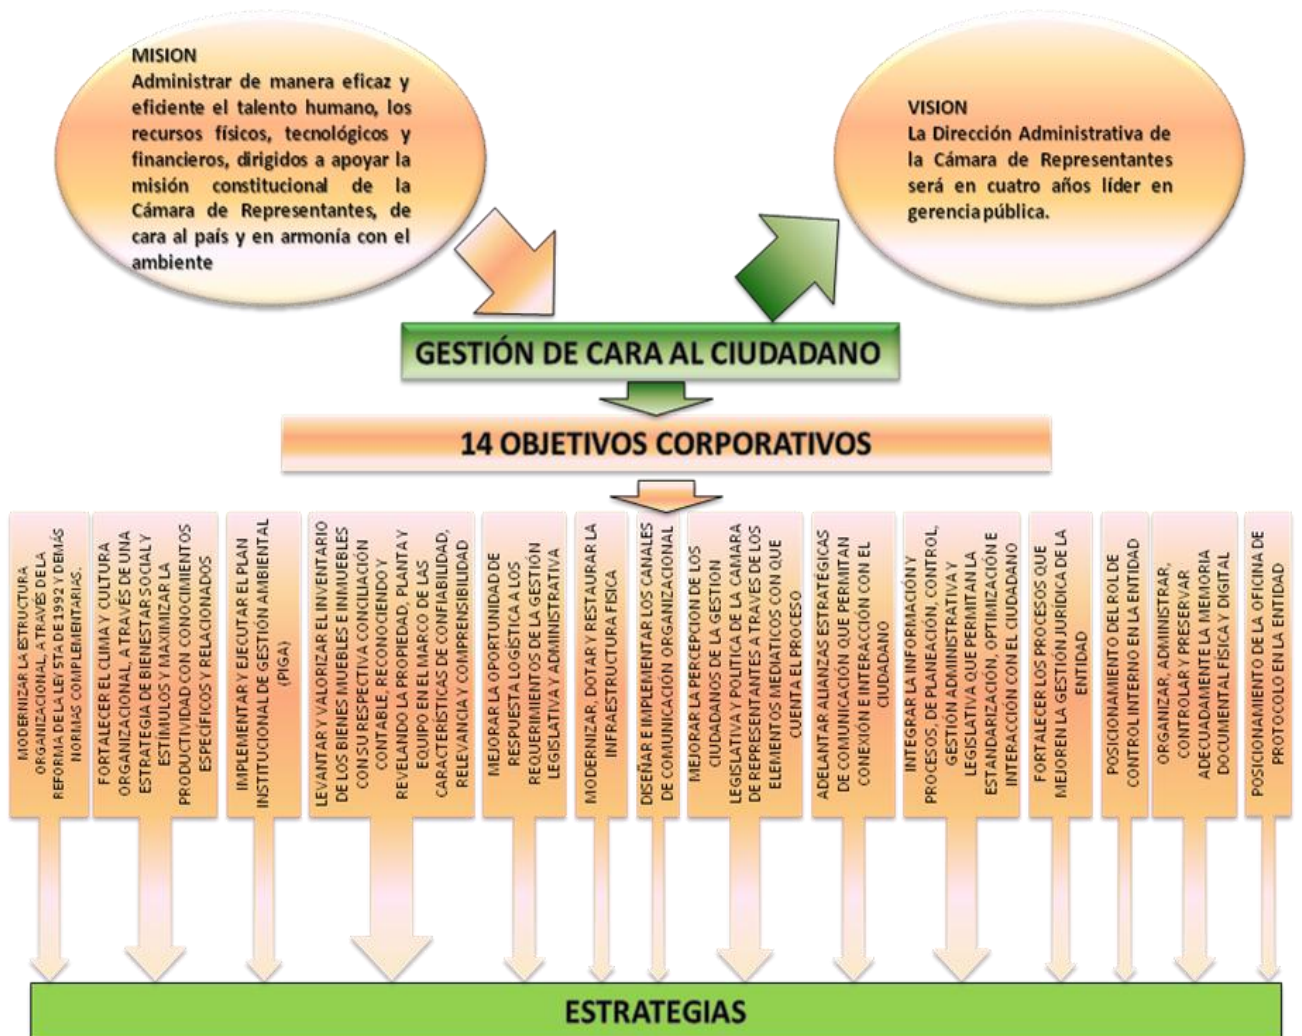 MISION
Administrar de manera eficaz y
eficiente el talento humano, los
recursos físicos, tecnológicos y
financieros, dirigidos a apoyar la
misión constitucional de la
Cámara de Representantes, de
cara al país y en armonía con el
ambiente
VISION
La Dirección Administrativa de
la Cámara de Representantes
será en cuatro años líder en
gerencia pública.
GESTIÓN DE CARA AL CIUDADANO
14 OBJETIVOS CORPORATIVOS
MODERNIZAR LA ESTRUCTURA
ORGANIZACIONAL, A TRAVÉS DE LA
REFORMA DE LA LEY 5TA DE 1992 Y DEMÁS
NORMAS COMPLEMENTARIAS.
FORTALECER EL CLIMA Y CULTURA
ORGANIZACIONAL, A TRAVÉS DE UNA
ESTRATEGIA DE BIENESTAR SOCIAL Y
ESTÍMULOS Y MAXIMIZAR LA
PRODUCTIVIDAD CON CONOCIMIENTOS
ESPECIFICOS Y RELACIONADOS
IMPLEMENTAR Y EJECUTAR EL PLAN
INSTITUCIONAL DE GESTIÓN AMBIENTAL
(PIGA)
LEVANTAR Y VALORIZAR EL INVENTARIO
DE LOS BIENES MUEBLES E INMUEBLES
CON SU RESPECTIVA CONCILIACIÓN
CONTABLE, RECONOCIENDO Y
REVELANDO LA PROPIEDAD, PLANTA Y
EQUIPO EN EL MARCO DE LAS
CARACTERÍSTICAS DE CONFIABILIDAD,
RELEVANCIA Y COMPRENSIBILIDAD
MEJORAR LA OPORTUNIDAD DE
RESPUESTA LOGÍSTICA A LOS
REQUERIMIENTOS DE LA GESTIÓN
LEGISLATIVA Y ADMINISTRATIVA
MODERNIZAR, DOTAR Y RESTAURAR LA
INFRAESTRUCTURA FISICA
DISEÑAR E IMPLEMENTAR LOS CANALES
DE COMUNICACIÓN ORGANIZACIONAL
MEJORAR LA PERCEPCION DE LOS
CIUDADANOS DE LA GESTION
LEGISLATIVA Y POLITICA DE LA CÁMARA
DE REPRESENTANTES A TRAVES DE LOS
ELEMENTOS MEDIATICOS CON QUE
CUENTA EL PROCESO
ADELANTAR ALIANZAS ESTRATÉGICAS
DE COMUNICACIÓN QUE PERMITAN
CONEXIÓN E INTERACCIÓN CON EL
CIUDADANO
INTEGRAR LA INFORMACIÓN Y
PROCESOS, DE PLANEACIÓN, CONTROL,
GESTIÓN ADMINISTRATIVA Y
LEGISLATIVA QUE PERMITAN LA
ESTANDARIZACIÓN, OPTIMIZACIÓN E
INTERACCIÓN CON EL CIUDADANO
FORTALECER LOS PROCESOS QUE
MEJOREN LA GESTIÓN JURÍDICA DE LA
ENTIDAD
POSICIONAMIENTO DEL ROL DE
CONTROL INTERNO EN LA ENTIDAD
ORGANIZAR, ADMINISTRAR,
CONTROLAR Y PRESERVAR
ADECUADAMENTE LA MEMORIA
DOCUMENTAL FISICA Y DIGITAL
POSICIONAMIENTO DE LA OFICINA DE
PROTOCOLO EN LA ENTIDAD
ESTRATEGIAS